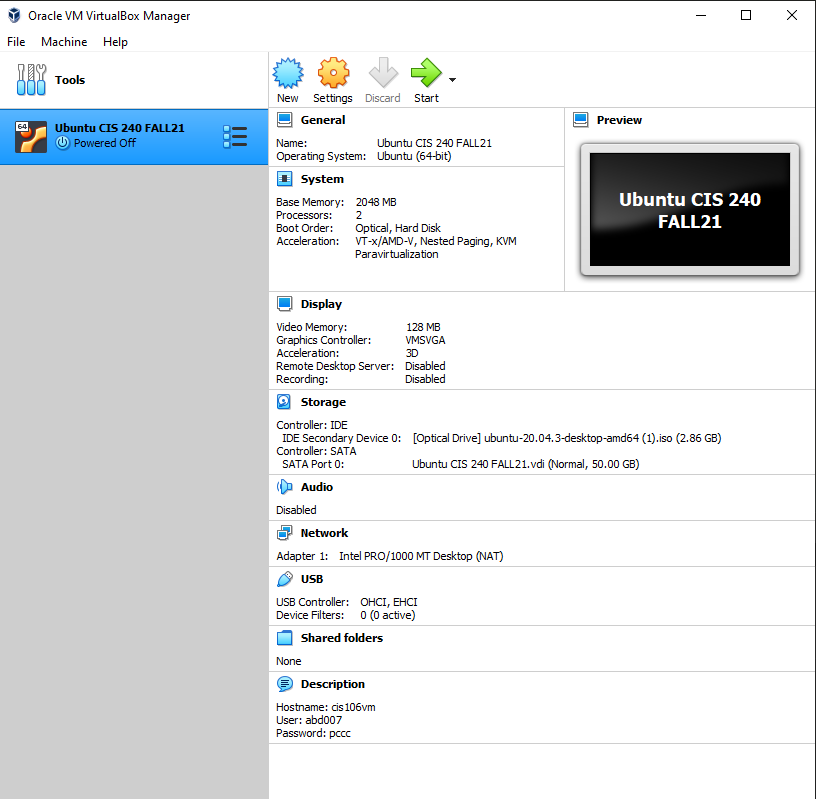 Oracle VM VirtualBox Manager
File Machine Help
Tools
New Settings Discard Start
64
Ubuntu CIS 240 FALL21
Powered Off
General
Name: Ubuntu CIS 240 FALL21
Operating System: Ubuntu (64-bit)
Preview
Ubuntu CIS 240
FALL21
System
Base Memory: 2048 MB
Processors: 2
Boot Order: Optical, Hard Disk
Acceleration: VT-x/AMD-V, Nested Paging, KVM
Paravirtualization
Display
Video Memory: 128 MB
Graphics Controller: VMSVGA
Acceleration: 3D
Remote Desktop Server: Disabled
Recording: Disabled
Storage
Controller: IDE
IDE Secondary Device 0: [Optical Drive] ubuntu-20.04.3-desktop-amd64 (1).iso (2.86 GB)
Controller: SATA
SATA Port 0: Ubuntu CIS 240 FALL21.vdi (Normal, 50.00 GB)
Audio
Disabled
Network
Adapter 1: Intel PRO/1000 MT Desktop (NAT)
USB
USB Controller: OHCI, EHCI
Device Filters: 0 (0 active)
Shared folders
None
Description
Hostname: cis106vm
User: abd007
Password: pccc